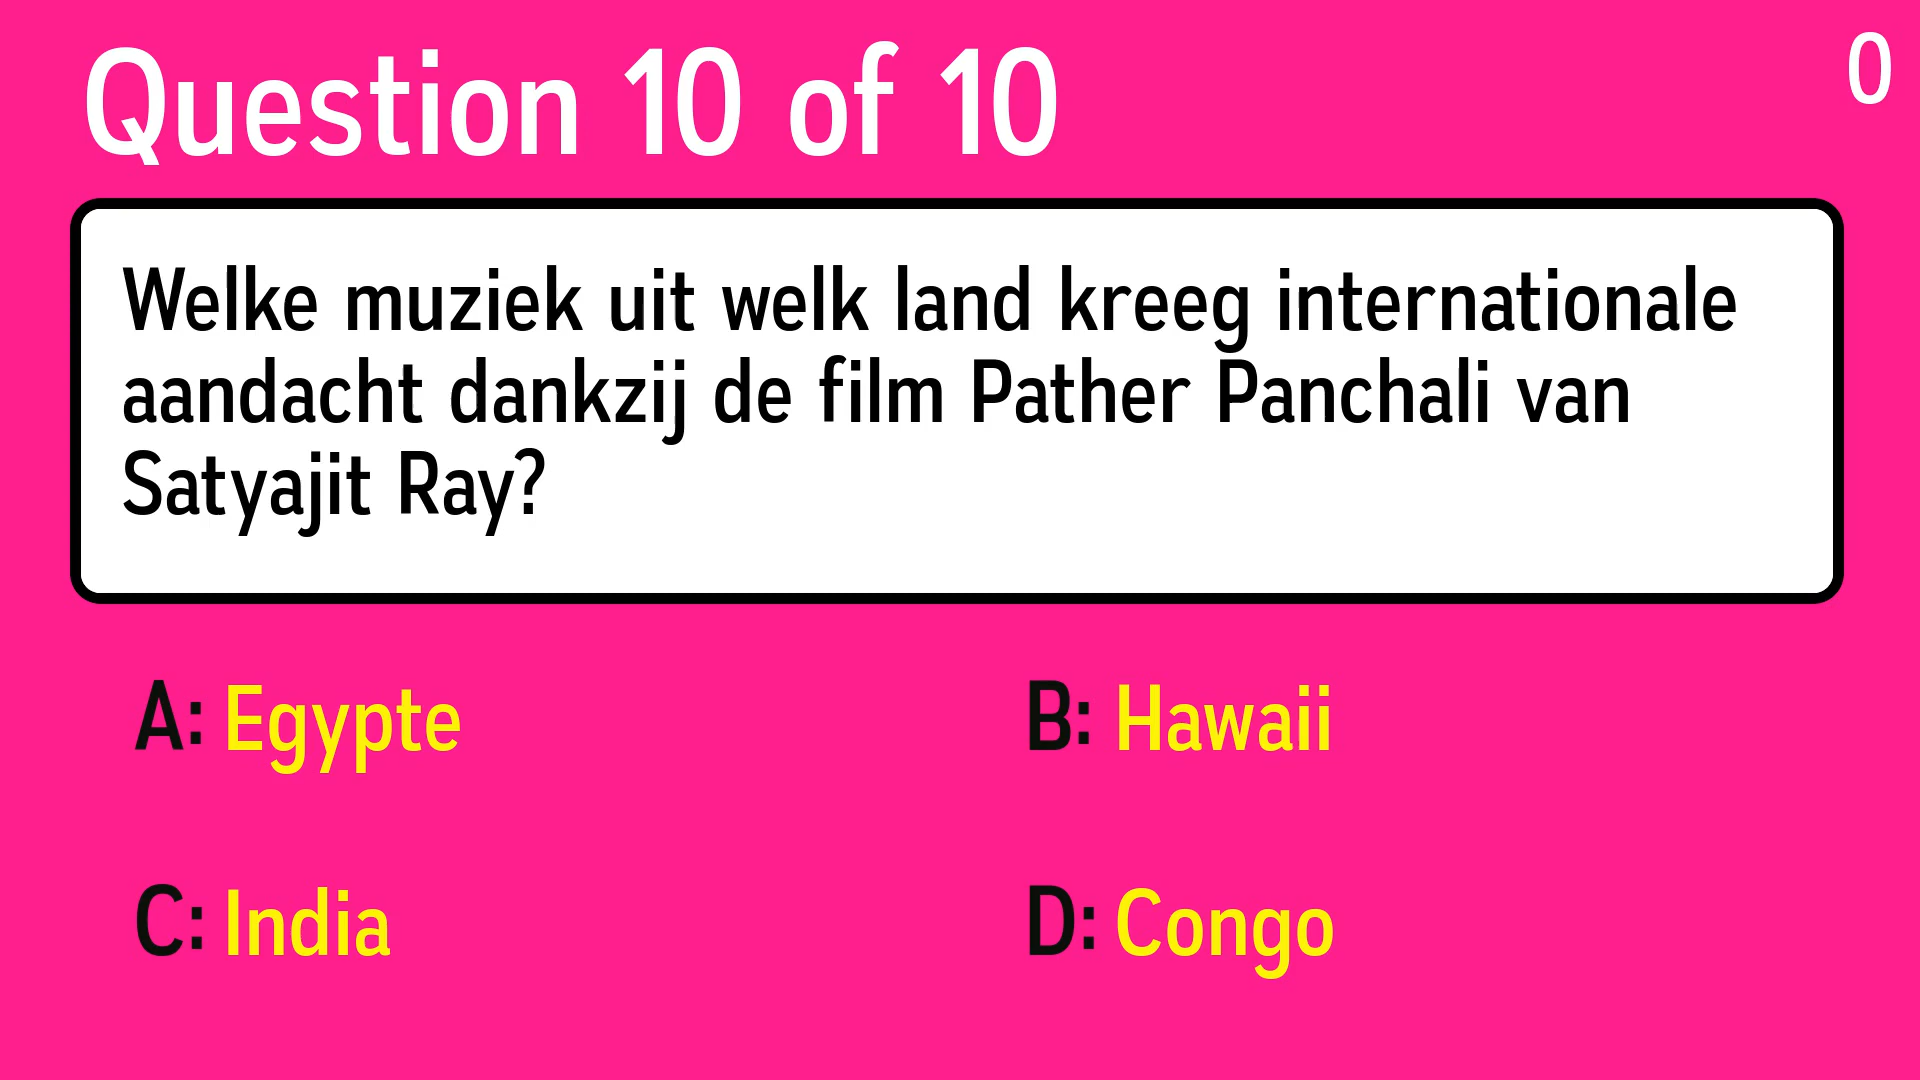 Question 10 of 10
0
Welke muziek uit welk land kreeg internationale
aandacht dankzij de film Pather Panchali van
Satyajit Ray?
A: Egypte
B: Hawaii
C: India
D: Congo